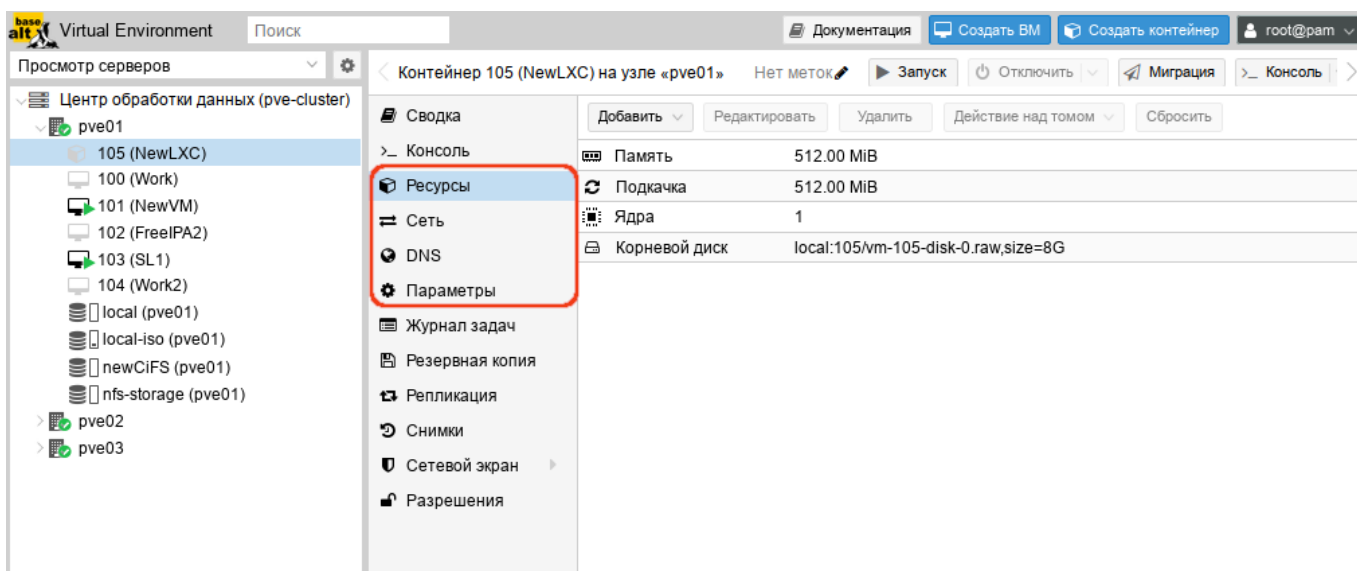 base alt Virtual Environment Поиск Документация Создать ВМ Создать контейнер root@pam
Просмотр серверов
Контейнер 105 (NewLXC) на узле «pve01» Нет меток Запуск Отключить Миграция >_ Консоль
Центр обработки данных (pve-cluster)
pve01
105 (NewLXC)
100 (Work)
101 (NewVM)
102 (FreeIPA2)
103 (SL1)
104 (Work2)
local (pve01)
local-iso (pve01)
newCiFS (pve01)
nfs-storage (pve01)
pve02
pve03
Сводка
>_ Консоль
Ресурсы
Сеть
DNS
Параметры
Журнал задач
Резервная копия
Репликация
Снимки
Сетевой экран
Разрешения
Добавить Редактировать Удалить Действие над томом Сбросить
Память 512.00 MiB
Подкачка 512.00 MiB
Ядра 1
Корневой диск local:105/vm-105-disk-0.raw,size=8G